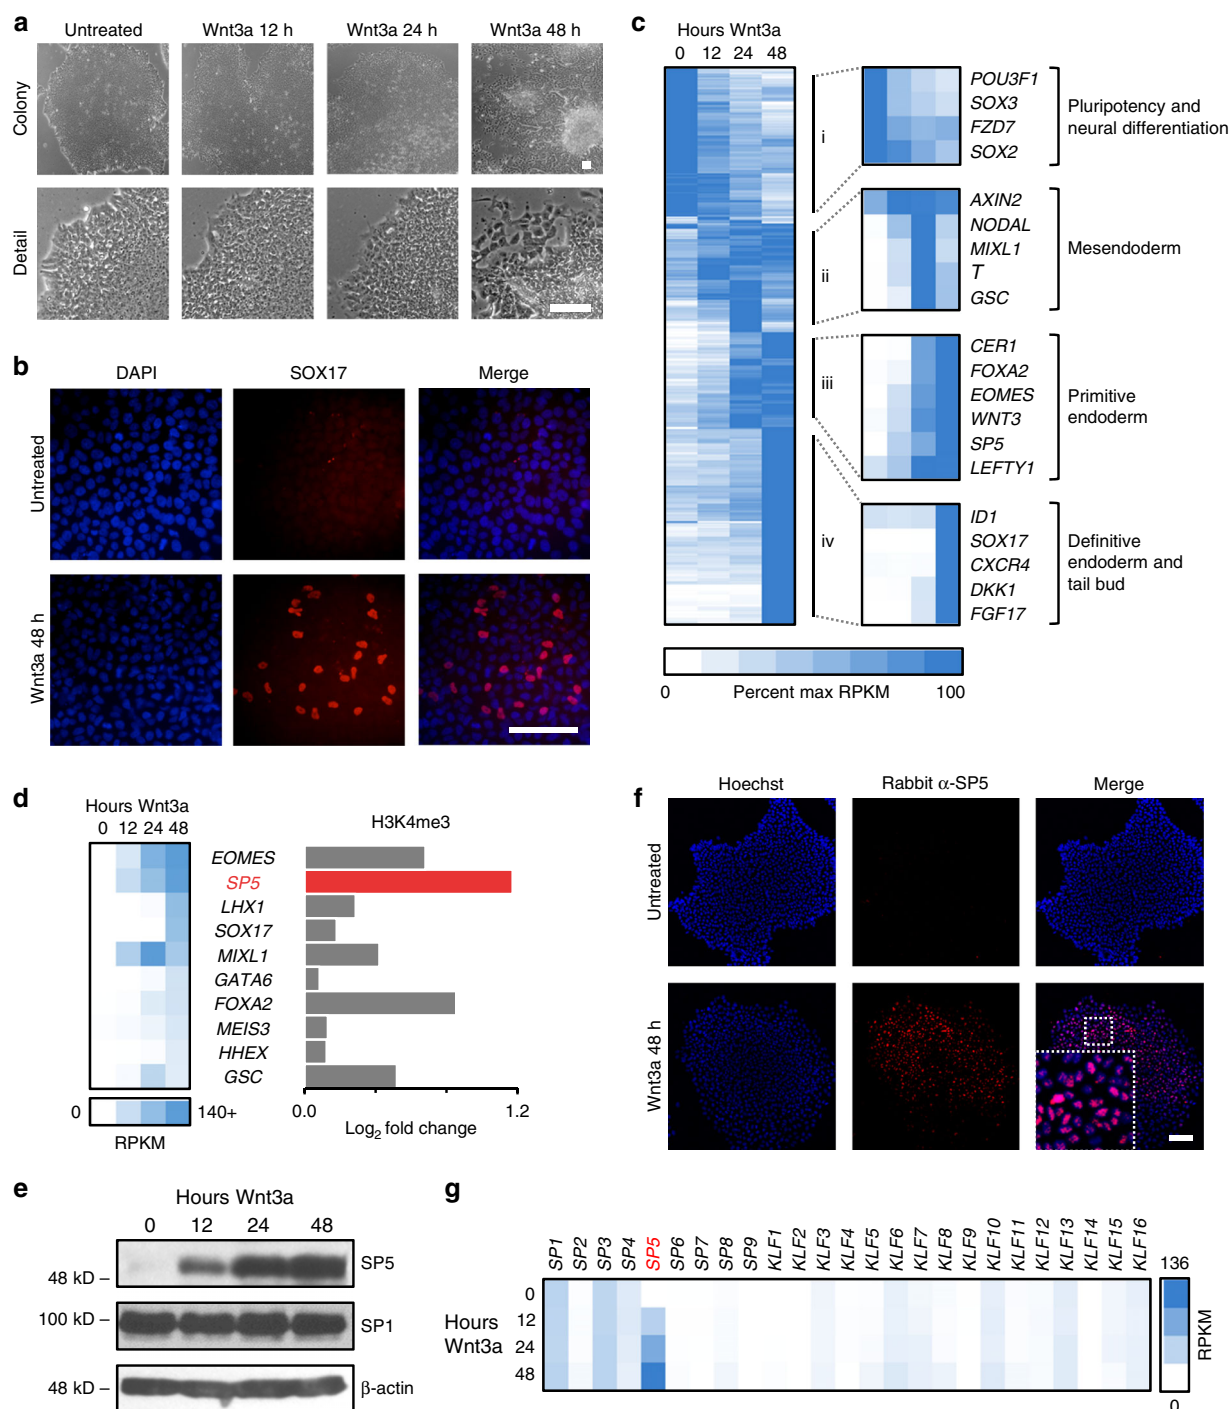 a
Untreated
Wnt3a 12 h
Wnt3a 24 h
Wnt3a 48 h
Colony
Detail
b
DAPI
SOX17
Merge
Untreated
Wnt3a 48 h
c
Hours Wnt3a
0 12 24 48
i
ii
iii
iv
POU3F1
SOX3
FZD7
SOX2
Pluripotency and
neural differentiation
AXIN2
NODAL
MIXL1
T
GSC
Mesendoderm
CER1
FOXA2
EOMES
WNT3
SP5
LEFTY1
Primitive
endoderm
ID1
SOX17
CXCR4
DKK1
FGF17
Definitive
endoderm and
tail bud
0 Percent max RPKM 100
d
Hours Wnt3a
0 12 24 48
H3K4me3
EOMES
SP5
LHX1
SOX17
MIXL1
GATA6
FOXA2
MEIS3
HHEX
GSC
0 140+
RPKM
0.0 1.2
Log2 fold change
e
Hours Wnt3a
0 12 24 48
48 kD –
SP5
100 kD –
SP1
48 kD –
β-actin
f
Hoechst
Rabbit α-SP5
Merge
Untreated
Wnt3a 48 h
g
SP1 SP2 SP3 SP4 SP5 SP6 SP7 SP8 SP9 KLF1 KLF2 KLF3 KLF4 KLF5 KLF6 KLF7 KLF8 KLF9 KLF10 KLF11 KLF12 KLF13 KLF14 KLF15 KLF16
Hours
Wnt3a
0
12
24
48
136
RPKM
0